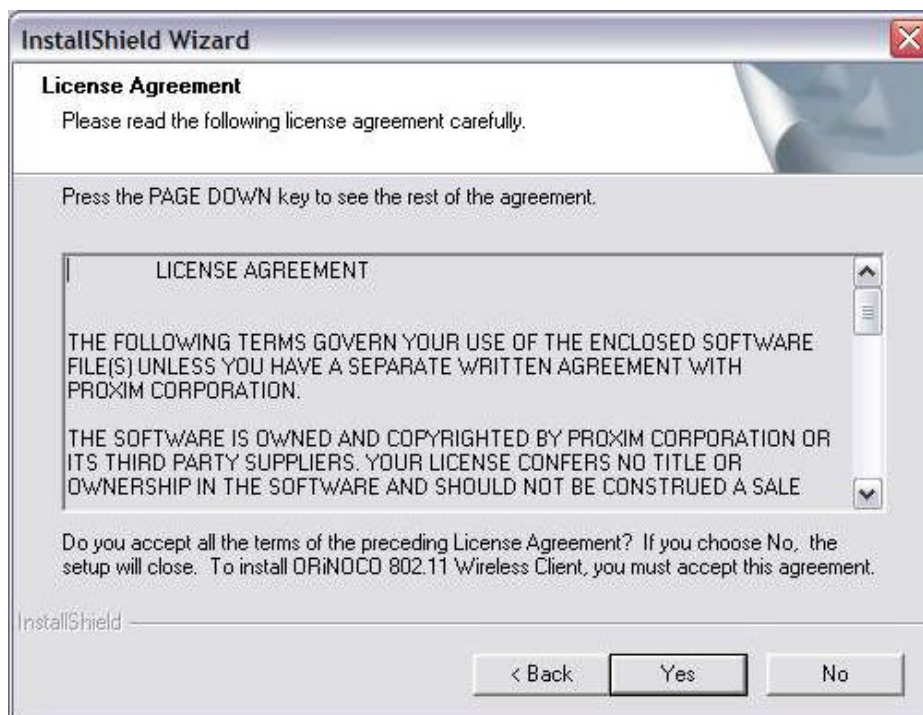 InstallShield Wizard
License Agreement
Please read the following license agreement carefully.
Press the PAGE DOWN key to see the rest of the agreement.
LICENSE AGREEMENT
THE FOLLOWING TERMS GOVERN YOUR USE OF THE ENCLOSED SOFTWARE
FILE(S) UNLESS YOU HAVE A SEPARATE WRITTEN AGREEMENT WITH
PROXIM CORPORATION.
THE SOFTWARE IS OWNED AND COPYRIGHTED BY PROXIM CORPORATION OR
ITS THIRD PARTY SUPPLIERS. YOUR LICENSE CONFERS NO TITLE OR
OWNERSHIP IN THE SOFTWARE AND SHOULD NOT BE CONSTRUED A SALE
Do you accept all the terms of the preceding License Agreement? If you choose No, the
setup will close. To install ORiNOCO 802.11 Wireless Client, you must accept this agreement.
InstallShield
< Back
Yes
No